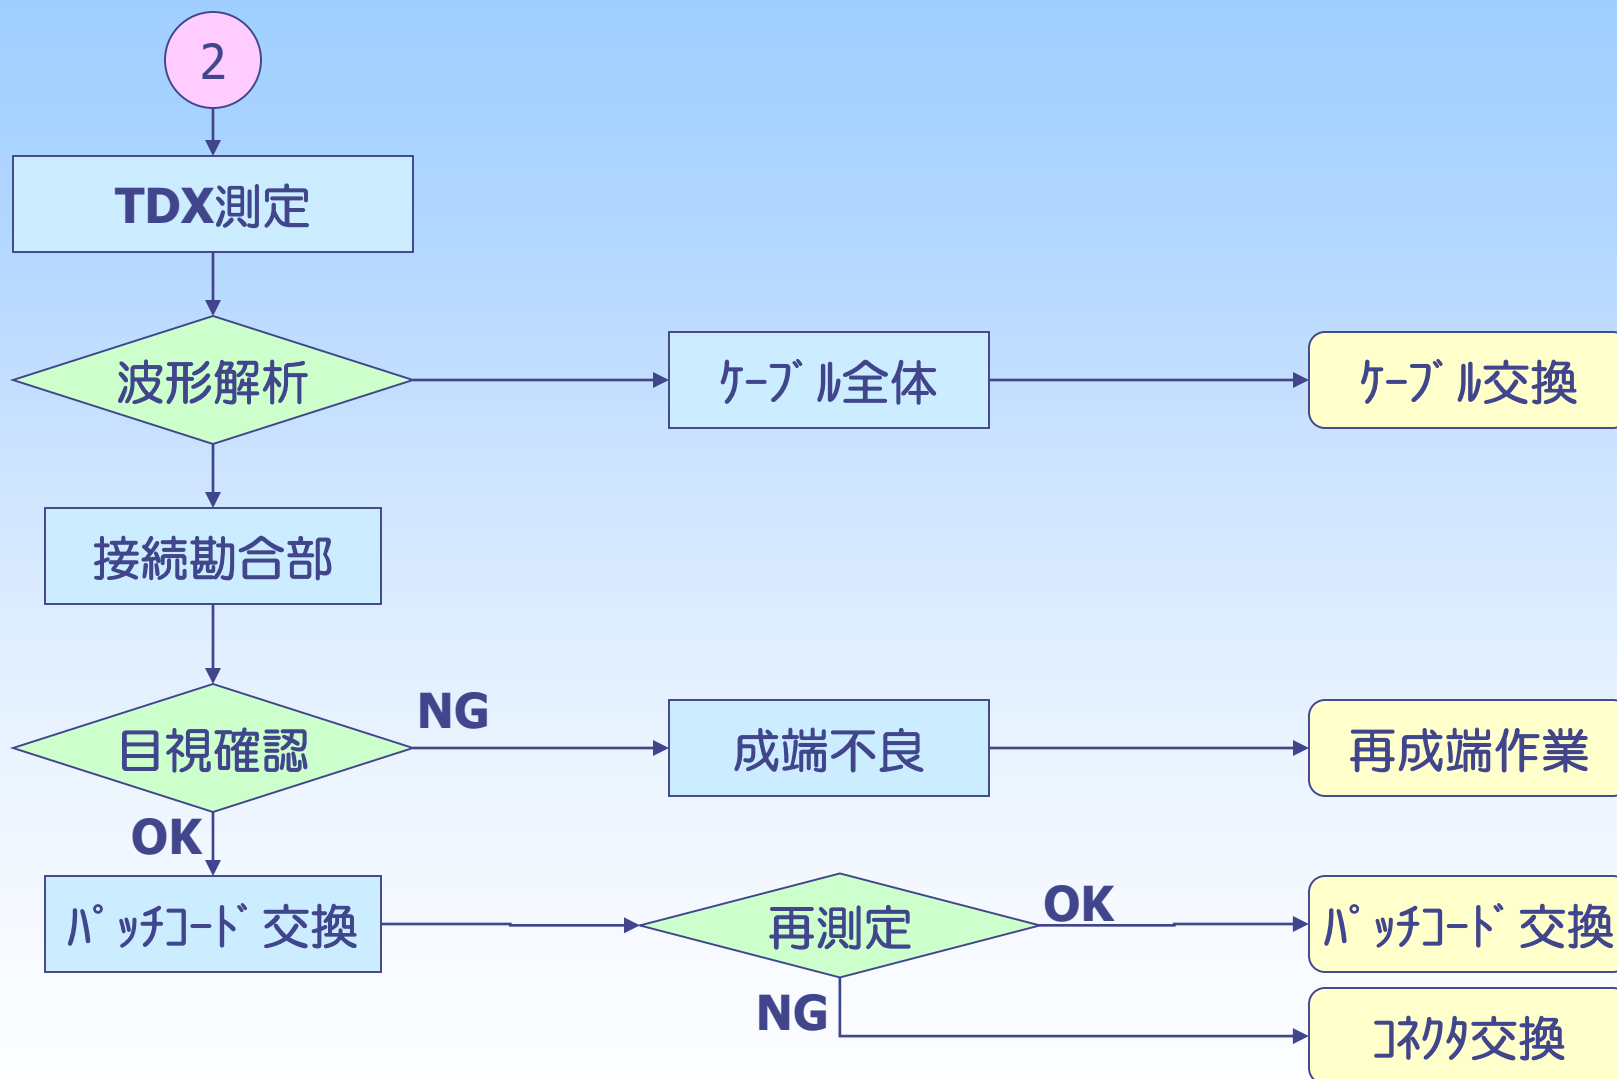 2
TDX測定
波形解析
ｹｰﾌﾞﾙ全体
ｹｰﾌﾞﾙ交換
接続勘合部
目視確認
NG
成端不良
再成端作業
OK
ﾊﾟｯﾁｺｰﾄﾞ交換
再測定
OK
ﾊﾟｯﾁｺｰﾄﾞ交換
NG
ｺﾈｸﾀ交換